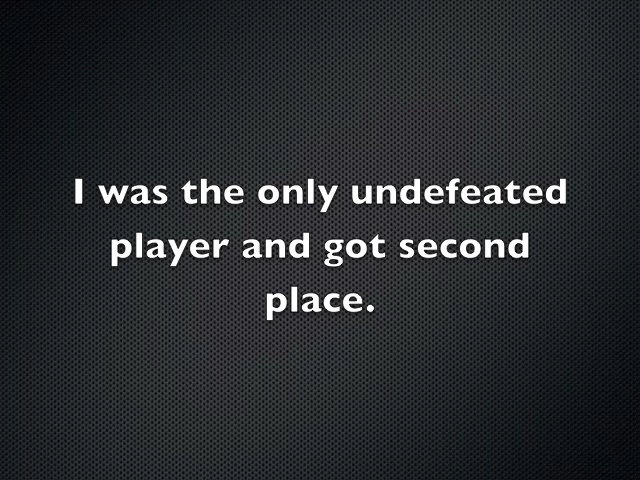 I was the only undefeated
player and got second
place.